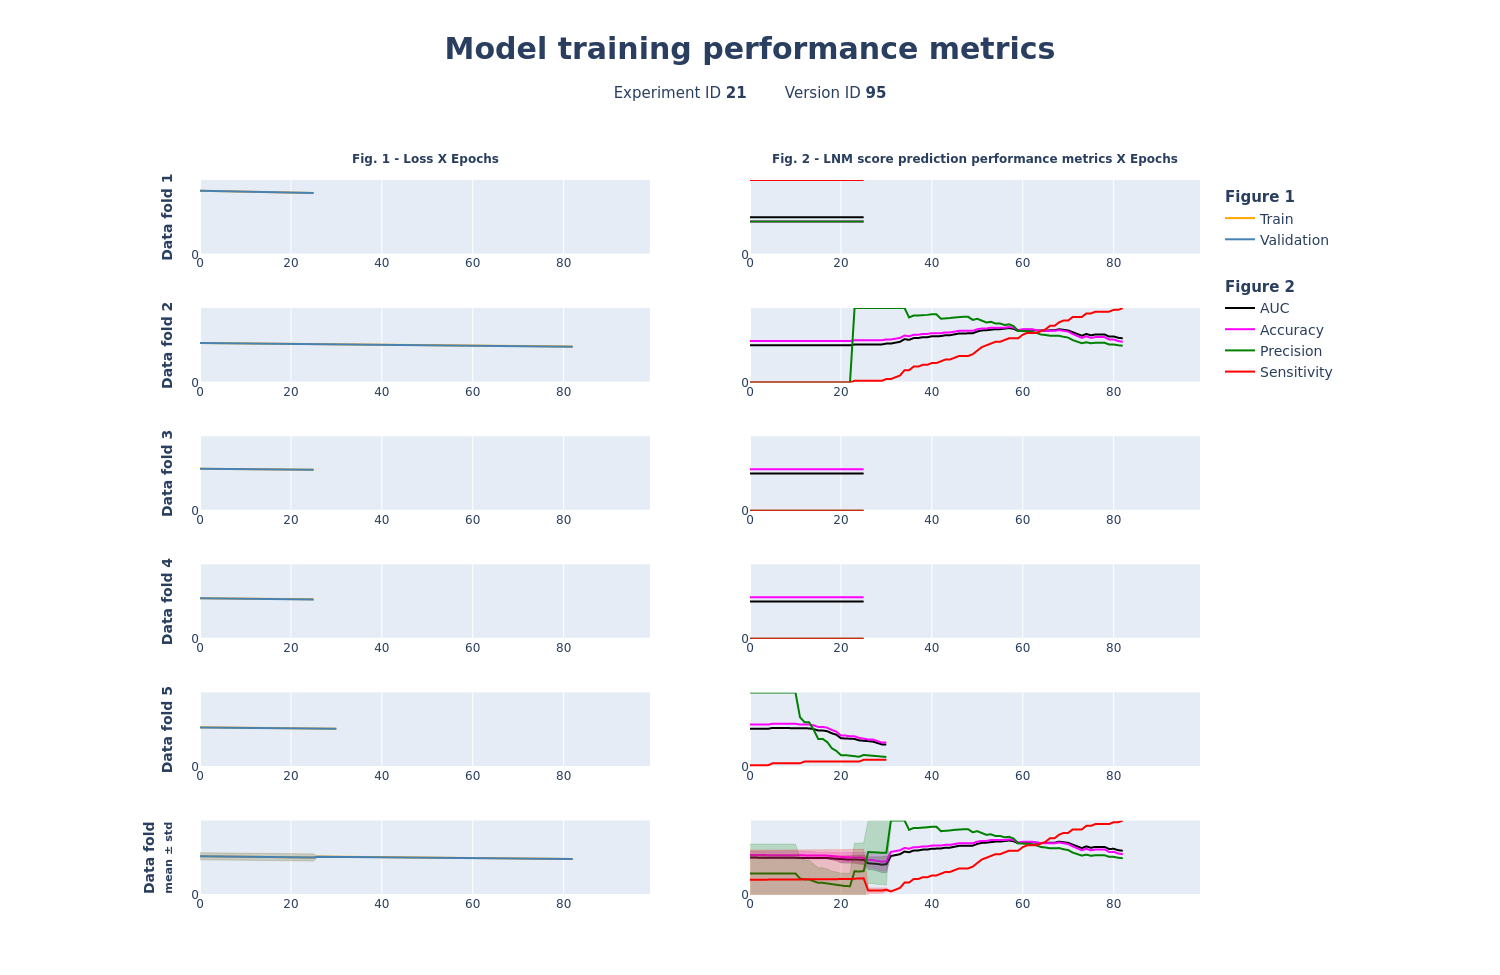 Model training performance metrics
Experiment ID 21 Version ID 95
Fig. 1 - Loss X Epochs
Fig. 2 - LNM score prediction performance metrics X Epochs
Data fold 1
0
0 20 40 60 80
0
0 20 40 60 80
Figure 1
Train
Validation
Figure 2
AUC
Accuracy
Precision
Sensitivity
Data fold 2
0
0 20 40 60 80
0
0 20 40 60 80
Data fold 3
0
0 20 40 60 80
0
0 20 40 60 80
Data fold 4
0
0 20 40 60 80
0
0 20 40 60 80
Data fold 5
0
0 20 40 60 80
0
0 20 40 60 80
Data fold
mean ± std
0
0 20 40 60 80
0
0 20 40 60 80